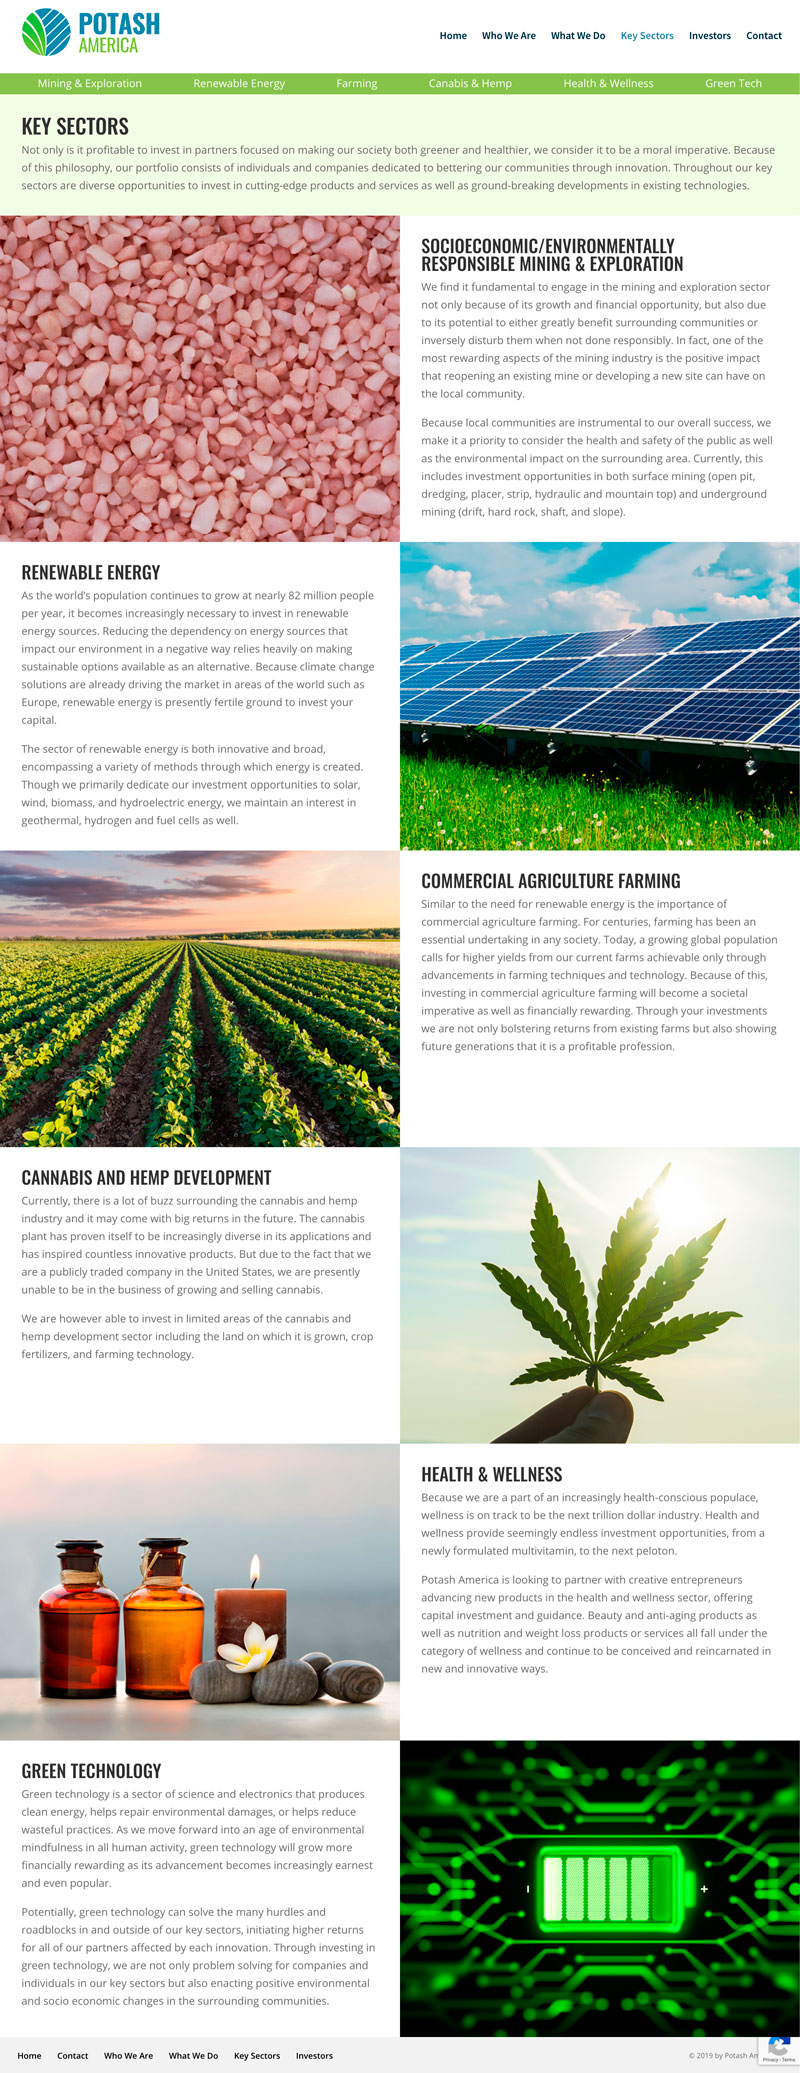 POTASH
AMERICA
Home Who We Are What We Do Key Sectors Investors Contact
Mining & Exploration Renewable Energy Farming Canabis & Hemp Health & Wellness Green Tech
KEY SECTORS
Not only is it profitable to invest in partners focused on making our society both greener and healthier, we consider it to be a moral imperative. Because
of this philosophy, our portfolio consists of individuals and companies dedicated to bettering our communities through innovation. Throughout our key
sectors are diverse opportunities to invest in cutting-edge products and services as well as ground-breaking developments in existing technologies.
SOCIOECONOMIC/ENVIRONMENTALLY
RESPONSIBLE MINING & EXPLORATION
We find it fundamental to engage in the mining and exploration sector
not only because of its growth and financial opportunity, but also due
to its potential to either greatly benefit surrounding communities or
inversely disturb them when not done responsibly. In fact, one of the
most rewarding aspects of the mining industry is the positive impact
that reopening an existing mine or developing a new site can have on
the local community.
Because local communities are instrumental to our overall success, we
make it a priority to consider the health and safety of the public as well
as the environmental impact on the surrounding area. Currently, this
includes investment opportunities in both surface mining (open pit,
dredging, placer, strip, hydraulic and mountain top) and underground
mining (drift, hard rock, shaft, and slope).
RENEWABLE ENERGY
As the world's population continues to grow at nearly 82 million people
per year, it becomes increasingly necessary to invest in renewable
energy sources. Reducing the dependency on energy sources that
impact our environment in a negative way relies heavily on making
sustainable options available as an alternative. Because climate change
solutions are already driving the market in areas of the world such as
Europe, renewable energy is presently fertile ground to invest your
capital.
The sector of renewable energy is both innovative and broad,
encompassing a variety of methods through which energy is created.
Though we primarily dedicate our investment opportunities to solar,
wind, biomass, and hydroelectric energy, we maintain an interest in
geothermal, hydrogen and fuel cells as well.
COMMERCIAL AGRICULTURE FARMING
Similar to the need for renewable energy is the importance of
commercial agriculture farming. For centuries, farming has been an
essential undertaking in any society. Today, a growing global population
calls for higher yields from our current farms achievable only through
advancements in farming techniques and technology. Because of this,
investing in commercial agriculture farming will become a societal
imperative as well as financially rewarding. Through your investments
we are not only bolstering returns from existing farms but also showing
future generations that it is a profitable profession.
CANNABIS AND HEMP DEVELOPMENT
Currently, there is a lot of buzz surrounding the cannabis and hemp
industry and it may come with big returns in the future. The cannabis
plant has proven itself to be increasingly diverse in its applications and
has inspired countless innovative products. But due to the fact that we
are a publicly traded company in the United States, we are presently
unable to be in the business of growing and selling cannabis.
We are however able to invest in limited areas of the cannabis and
hemp development sector including the land on which it is grown, crop
fertilizers, and farming technology.
HEALTH & WELLNESS
Because we are a part of an increasingly health-conscious populace,
wellness is on track to be the next trillion dollar industry. Health and
wellness provide seemingly endless investment opportunities, from a
newly formulated multivitamin, to the next peloton.
Potash America is looking to partner with creative entrepreneurs
advancing new products in the health and wellness sector, offering
capital investment and guidance. Beauty and anti-aging products as
well as nutrition and weight loss products or services all fall under the
category of wellness and continue to be conceived and reincarnated in
new and innovative ways.
GREEN TECHNOLOGY
Green technology is a sector of science and electronics that produces
clean energy, helps repair environmental damages, or helps reduce
wasteful practices. As we move forward into an age of environmental
mindfulness in all human activity, green technology will grow more
financially rewarding as its advancement becomes increasingly earnest
and even popular.
Potentially, green technology can solve the many hurdles and
roadblocks in and outside of our key sectors, initiating higher returns
for all of our partners affected by each innovation. Through investing in
green technology, we are not only problem solving for companies and
individuals in our key sectors but also enacting positive environmental
and socio economic changes in the surrounding communities.
Home Contact Who We Are What We Do Key Sectors Investors
© 2019 by Potash
Privacy - Terms